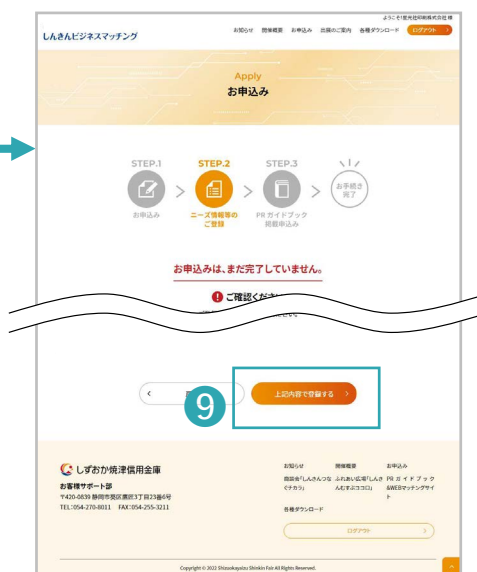 ようこそ!星光社印刷株式会社 様
しんきんビジネスマッチング
お知らせ 開催概要 お申込み 出展のご案内 各種ダウンロード ログアウト
Apply
お申込み
STEP.1 STEP.2 STEP.3
お申込み
ニーズ情報等の
ご登録
PR ガイドブック
掲載申込み
お手続き
完了
お申込みは、まだ完了していません。
ご確認くださ
9
上記内容で登録する
しずおか焼津信用金庫
お客様サポート部
〒420-0839 静岡市葵区鷹匠3丁目23番6号
TEL:054-270-8011 FAX:054-255-3211
お知らせ 開催概要 お申込み
商談会「しんきんつなぐチカラ」
ふれあい広場「しんきんむすぶココロ」
PR ガイドブック&WEBマッチングサイト
各種ダウンロード
ログアウト
Copyright © 2022 Shizuokayaizu Shinkin Fair All Rights Reserved.